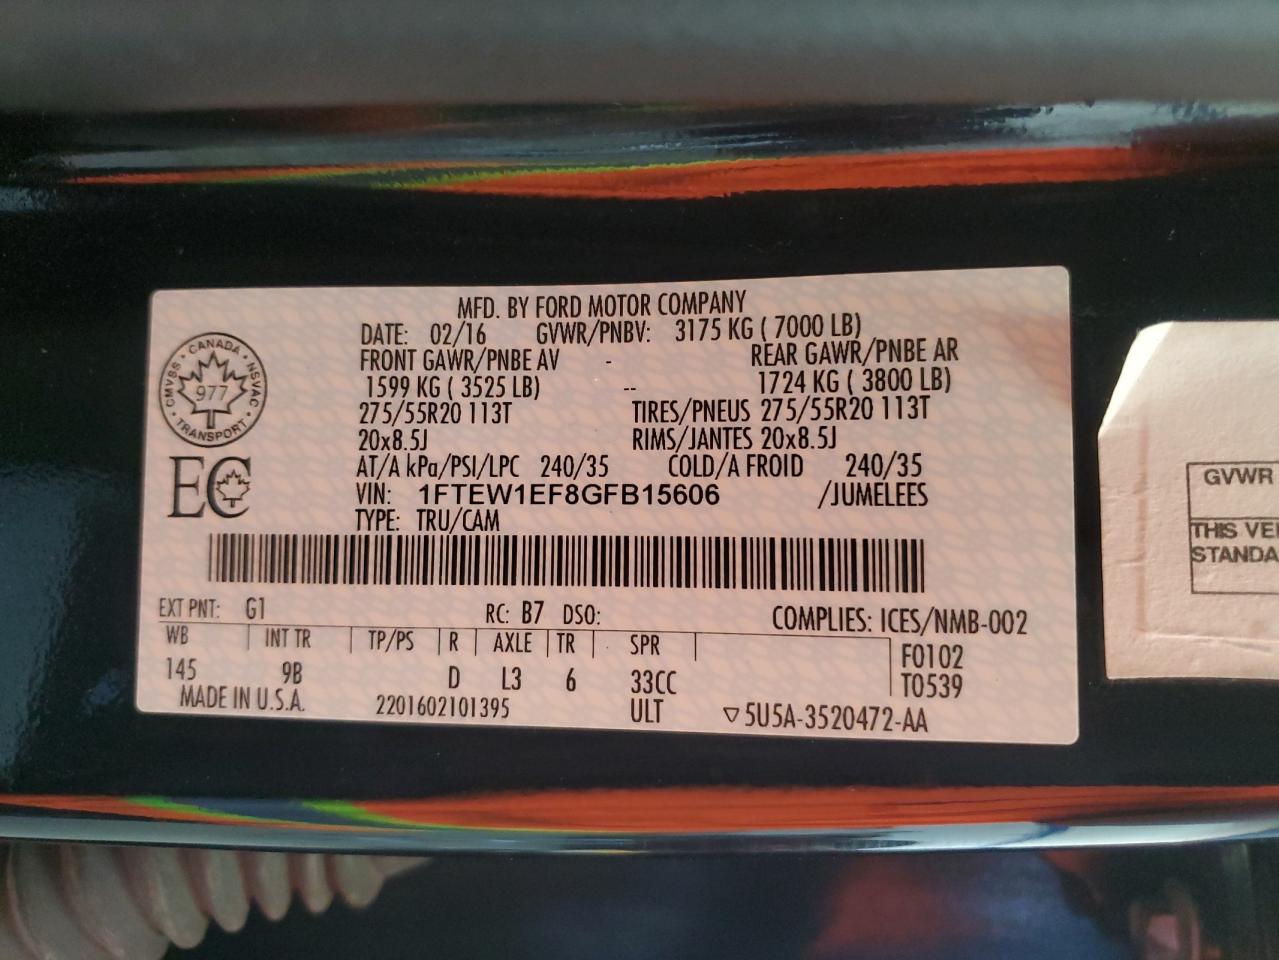 MFD. BY FORD MOTOR COMPANY
DATE: 02/16 GVWR/PNBV: 3175 KG ( 7000 LB)
FRONT GAWR/PNBE AV - REAR GAWR/PNBE AR
1599 KG ( 3525 LB) -- 1724 KG ( 3800 LB)
275/55R20 113T TIRES/PNEUS 275/55R20 113T
20x8.5J RIMS/JANTES 20x8.5J
AT/A kPa/PSI/LPC 240/35 COLD/A FROID 240/35
VIN: 1FTEW1EF8GFB15606 /JUMELEES
TYPE: TRU/CAM
CANADA
CMVSS NSVAC
977
TRANSPORT
EC
EXT PNT: G1 RC: B7 DSO: COMPLIES: ICES/NMB-002
WB INT TR TP/PS R AXLE TR SPR F0102
145 9B D L3 6 33CC T0539
MADE IN U.S.A. 2201602101395 ULT ▽5U5A-3520472-AA
GVWR
THIS VE
STANDA